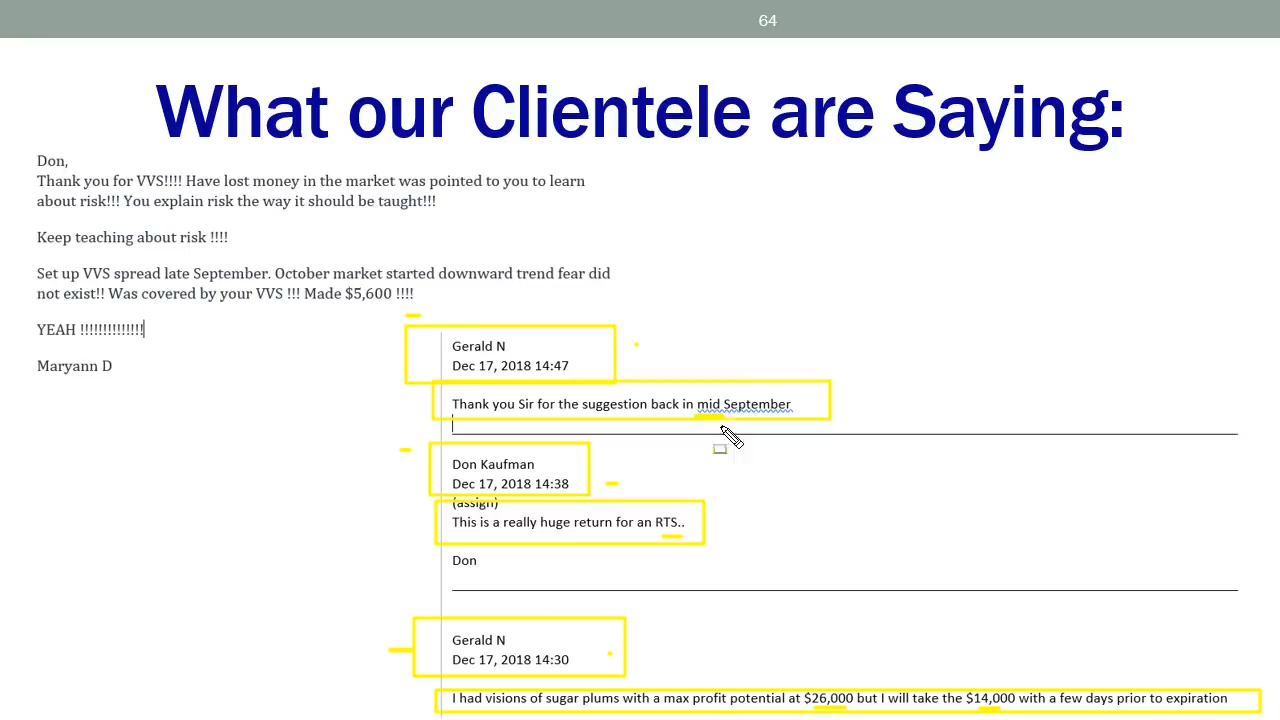 64
What our Clientele are Saying:
Don,
Thank you for VVS!!!! Have lost money in the market was pointed to you to learn
about risk!!! You explain risk the way it should be taught!!!
Keep teaching about risk !!!!
Set up VVS spread late September. October market started downward trend fear did
not exist!! Was covered by your VVS !!! Made $5,600 !!!!
YEAH !!!!!!!!!!!!!!
Maryann D
Gerald N
Dec 17, 2018 14:47
Thank you Sir for the suggestion back in mid September
Don Kaufman
Dec 17, 2018 14:38
(assign)
This is a really huge return for an RTS..
Don
Gerald N
Dec 17, 2018 14:30
I had visions of sugar plums with a max profit potential at $26,000 but I will take the $14,000 with a few days prior to expiration